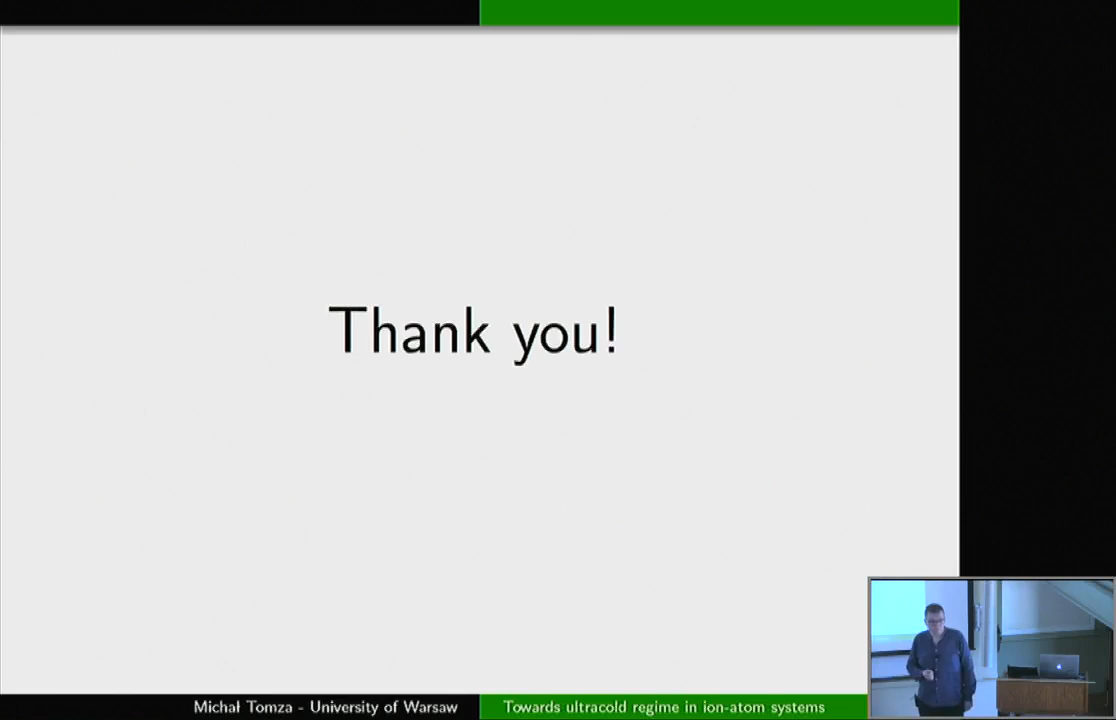 Thank you!
Michał Tomza - University of Warsaw
Towards ultracold regime in ion-atom systems